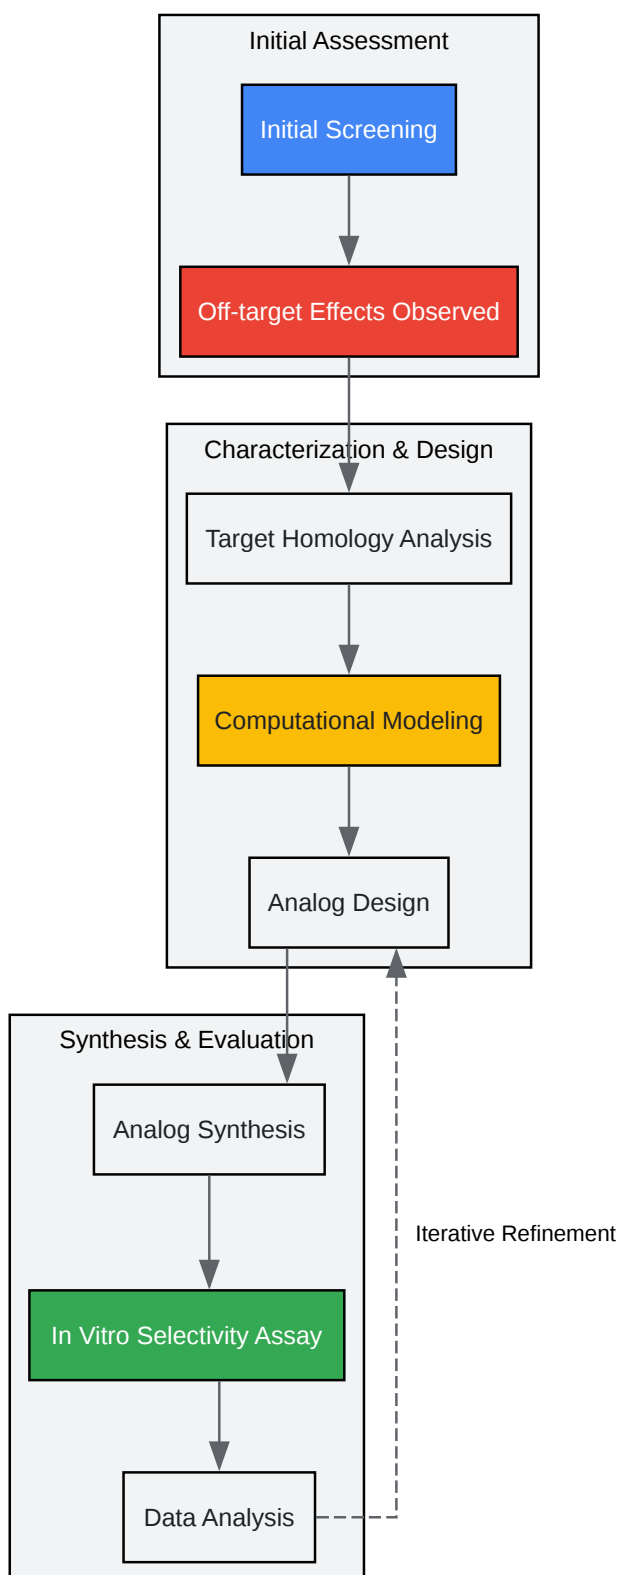 Initial Assessment
Initial Screening
Off-target Effects Observed
Characterization & Design
Target Homology Analysis
Computational Modeling
Analog Design
Synthesis & Evaluation
Analog Synthesis
Iterative Refinement
In Vitro Selectivity Assay
Data Analysis